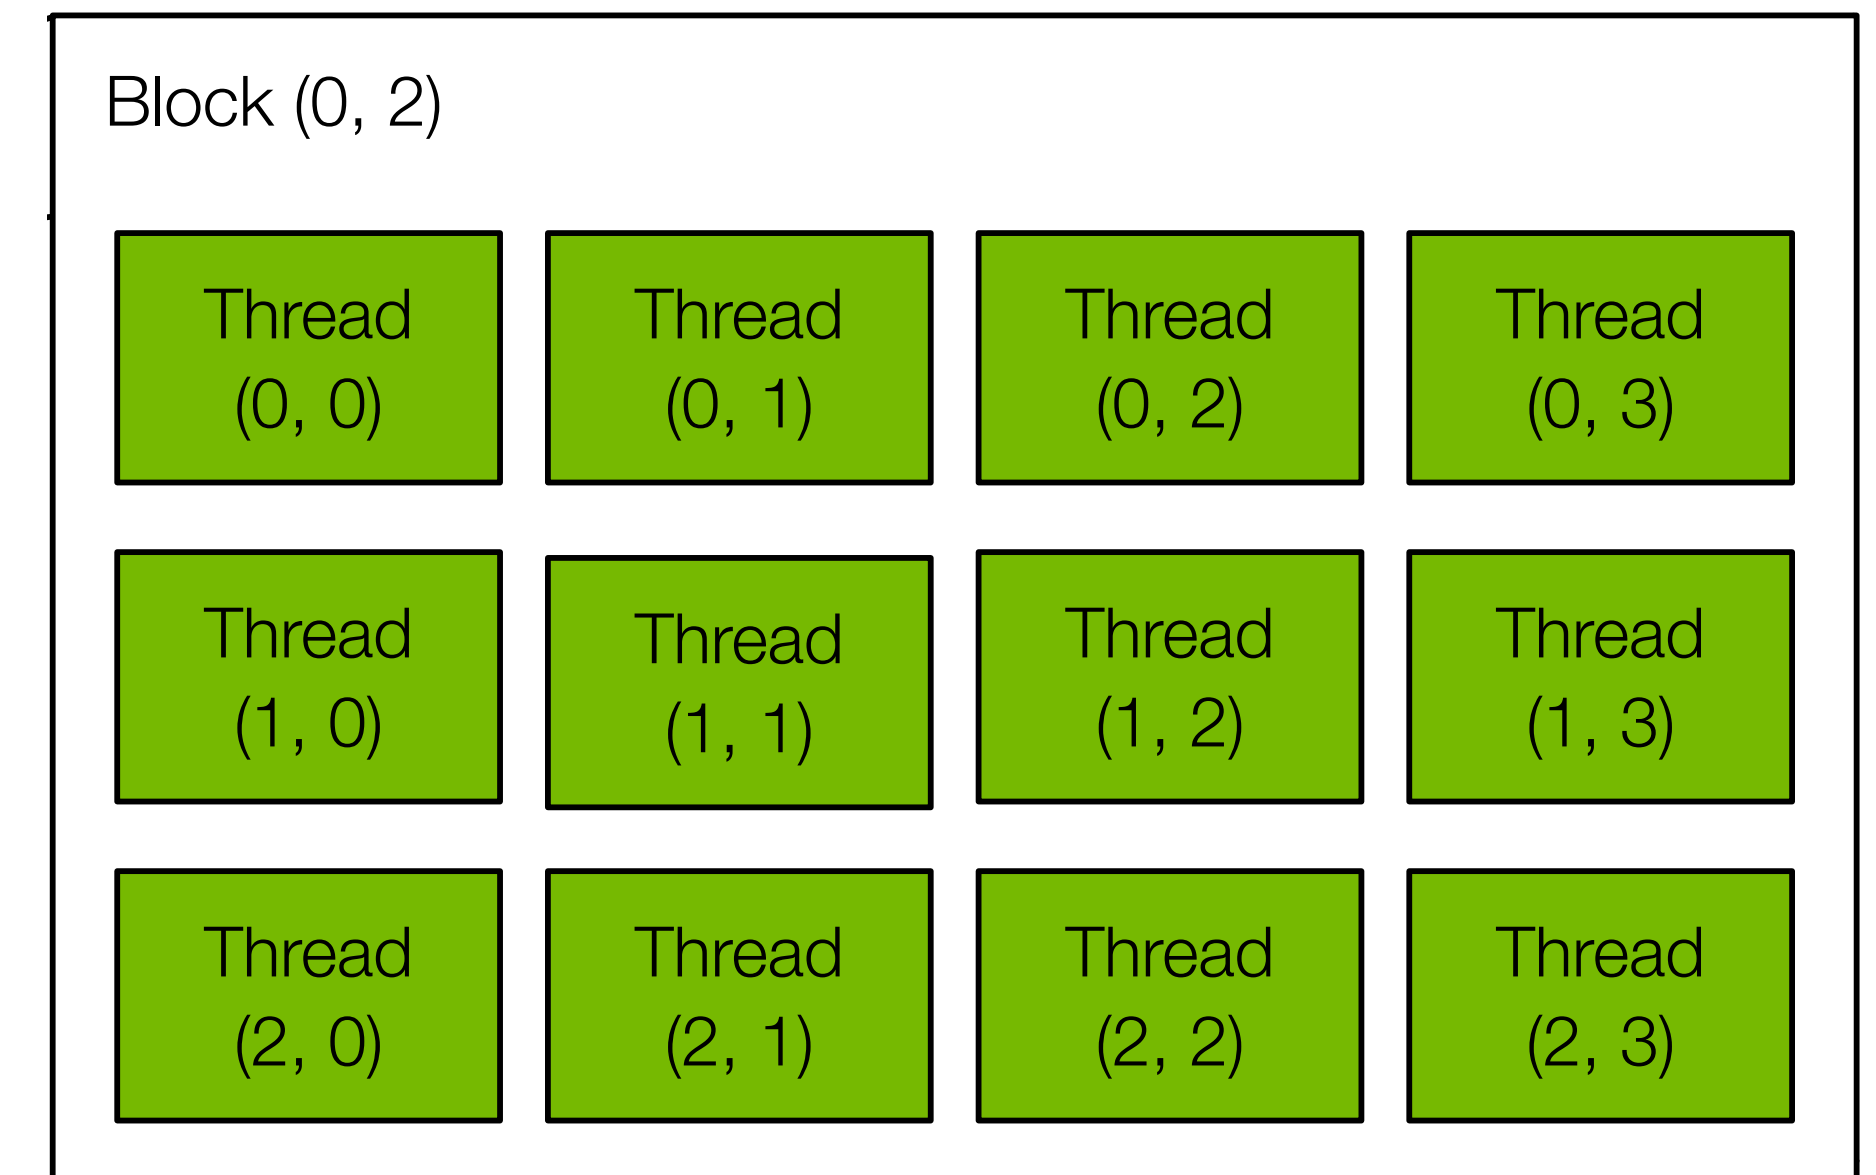 Block (0, 2)
Thread
(0, 0)
Thread
(0, 1)
Thread
(0, 2)
Thread
(0, 3)
Thread
(1, 0)
Thread
(1, 1)
Thread
(1, 2)
Thread
(1, 3)
Thread
(2, 0)
Thread
(2, 1)
Thread
(2, 2)
Thread
(2, 3)